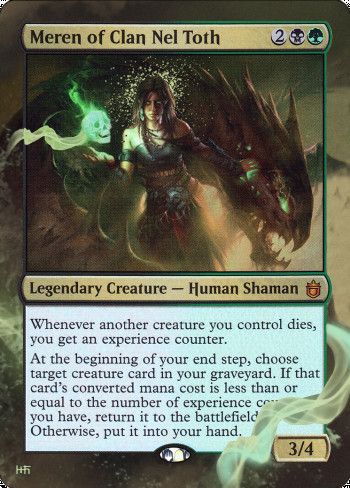 Meren of Clan Nel Toth 2
Legendary Creature — Human Shaman
Whenever another creature you control dies,
you get an experience counter.
At the beginning of your end step, choose
target creature card in your graveyard. If that
card's converted mana cost is less than or
equal to the number of experience
you have, return it to the battlefield
Otherwise, put it into your hand.
3/4